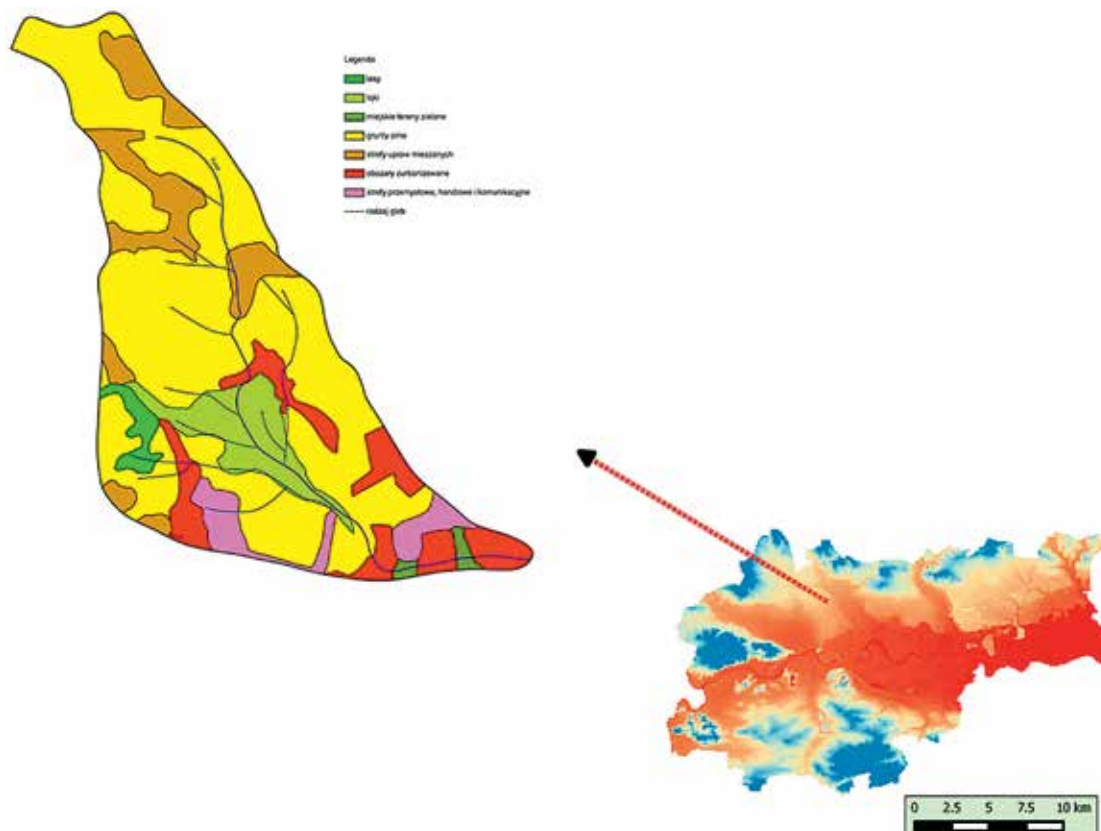 Legenda
lasy
łąki
miejskie tereny zielone
grunty orne
strefy upraw mieszanych
obszary zurbanizowane
strefy przemysłowe, handlowe i komunikacyjne
rodzaj gleb
0 2.5 5 7.5 10 km